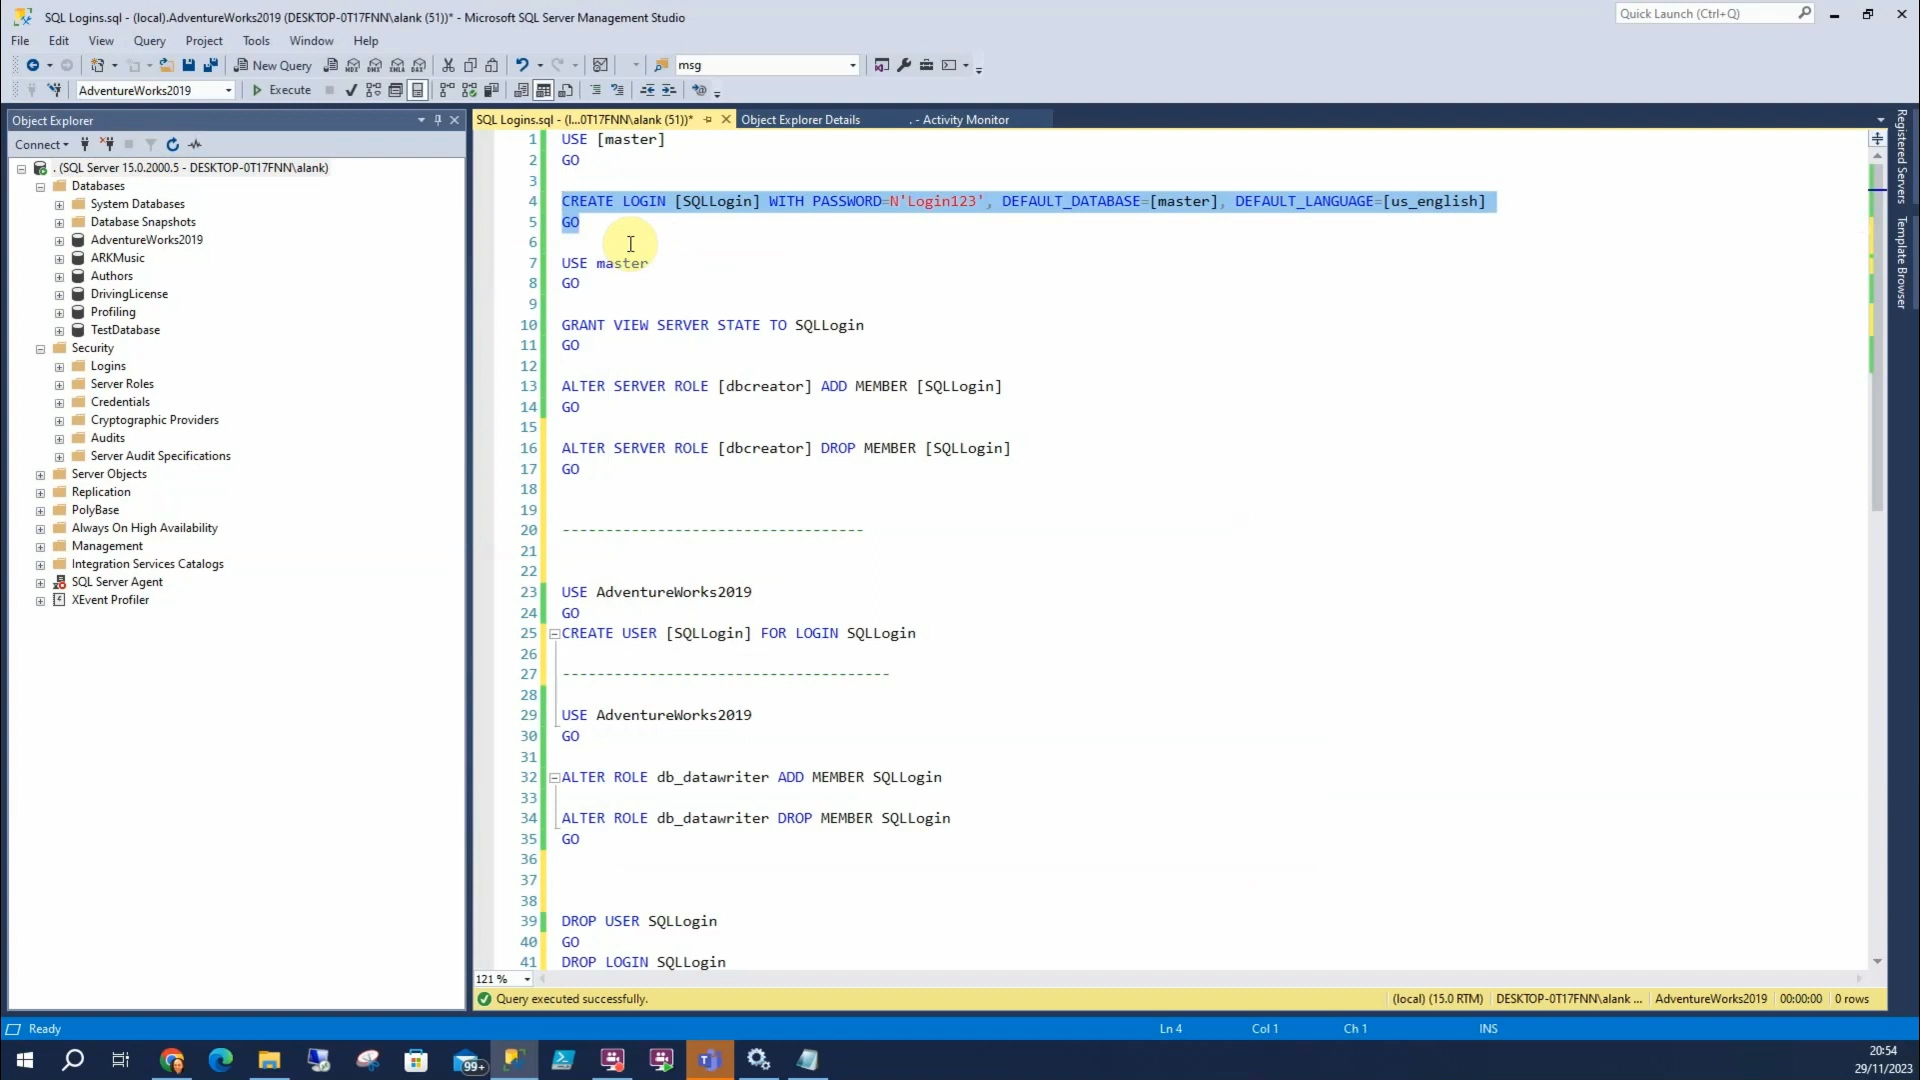 SQL Logins.sql - (local).AdventureWorks2019 (DESKTOP-0T17FNN\alank (51))* - Microsoft SQL Server Management Studio
Quick Launch (Ctrl+Q)
File Edit View Query Project Tools Window Help
New Query
msg
AdventureWorks2019
Execute
Object Explorer
Connect
. (SQL Server 15.0.2000.5 - DESKTOP-0T17FNN\alank)
Databases
System Databases
Database Snapshots
AdventureWorks2019
ARKMusic
Authors
DrivingLicense
Profiling
TestDatabase
Security
Logins
Server Roles
Credentials
Cryptographic Providers
Audits
Server Audit Specifications
Server Objects
Replication
PolyBase
Always On High Availability
Management
Integration Services Catalogs
SQL Server Agent
XEvent Profiler
SQL Logins.sql - (l...0T17FNN\alank (51))* Object Explorer Details . - Activity Monitor
1 USE [master]
2 GO
3
4 CREATE LOGIN [SQLLogin] WITH PASSWORD=N'Login123', DEFAULT_DATABASE=[master], DEFAULT_LANGUAGE=[us_english]
5 GO
6
7 USE master
8 GO
9
10 GRANT VIEW SERVER STATE TO SQLLogin
11 GO
12
13 ALTER SERVER ROLE [dbcreator] ADD MEMBER [SQLLogin]
14 GO
15
16 ALTER SERVER ROLE [dbcreator] DROP MEMBER [SQLLogin]
17 GO
18
19
20 -----------------------------------
21
22
23 USE AdventureWorks2019
24 GO
25 CREATE USER [SQLLogin] FOR LOGIN SQLLogin
26
27 --------------------------------------
28
29 USE AdventureWorks2019
30 GO
31
32 ALTER ROLE db_datawriter ADD MEMBER SQLLogin
33
34 ALTER ROLE db_datawriter DROP MEMBER SQLLogin
35 GO
36
37
38
39 DROP USER SQLLogin
40 GO
41 DROP LOGIN SQLLogin
121 %
Query executed successfully.
(local) (15.0 RTM) DESKTOP-0T17FNN\alank ... AdventureWorks2019 00:00:00 0 rows
Registered Servers
Template Browser
Ready
Ln 4 Col 1 Ch 1 INS
99+
20:54
29/11/2023